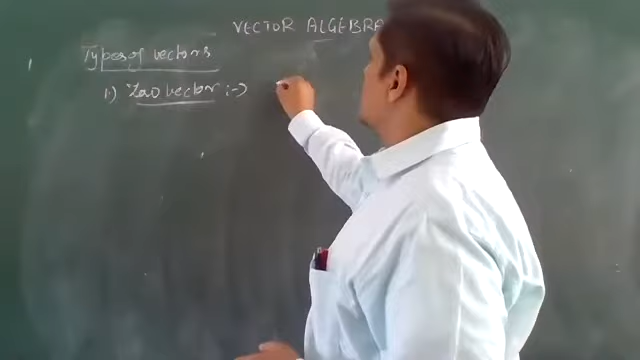 VECTOR ALGEBRA
Types of vectors
1) Zero vector :->